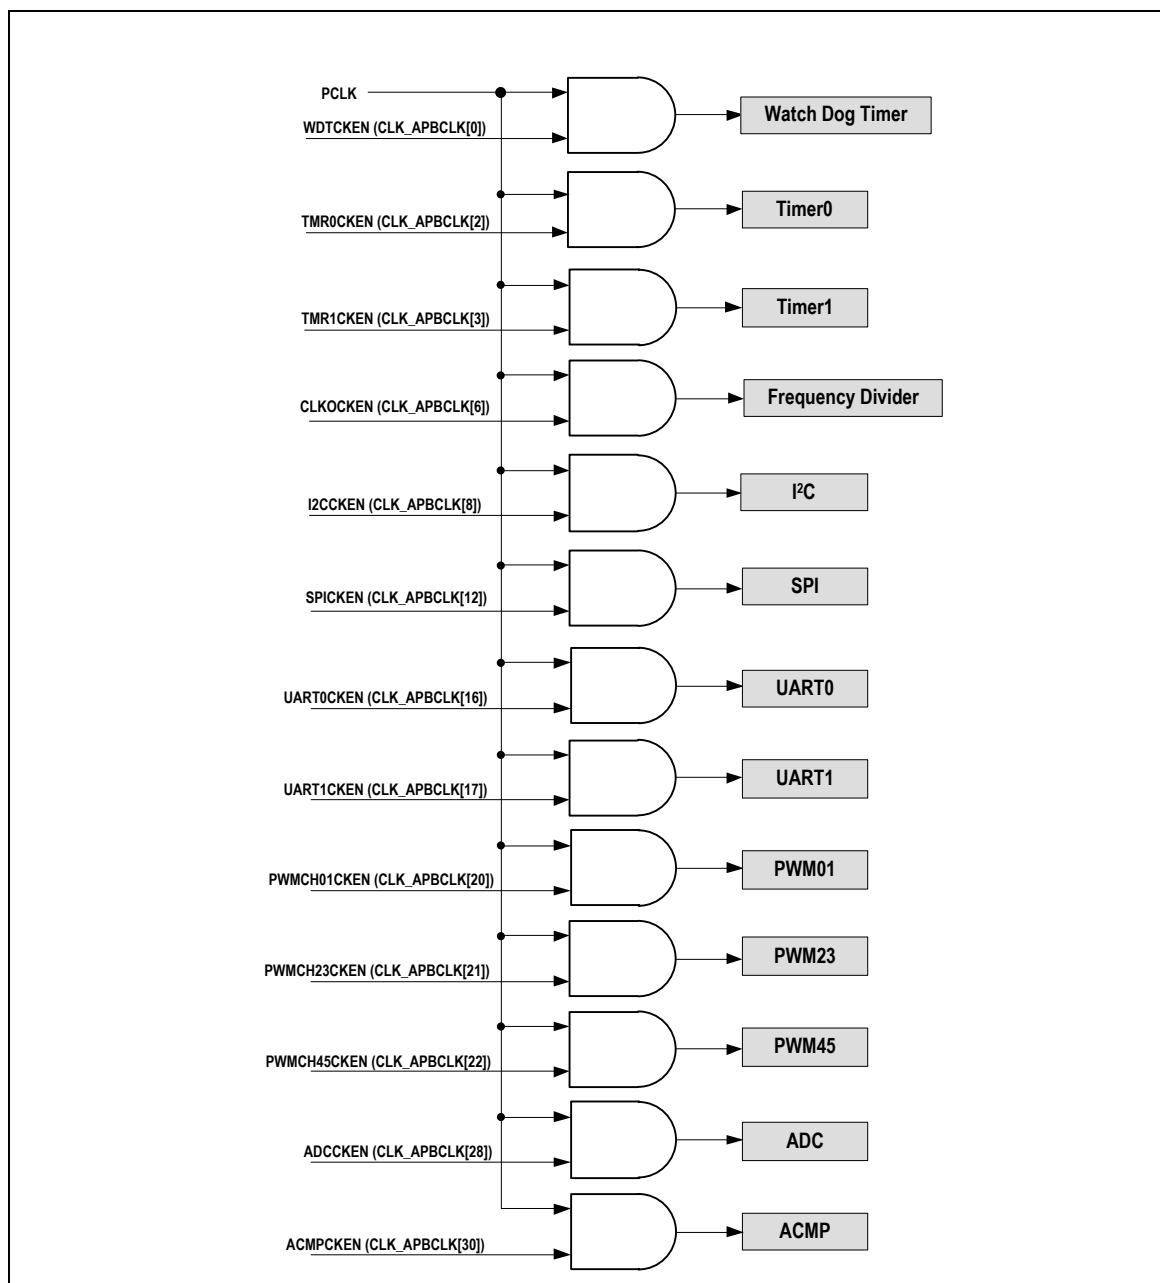 PCLK
WDTCKEN (CLK_APBCLK[0])
Watch Dog Timer
TMR0CKEN (CLK_APBCLK[2])
Timer0
TMR1CKEN (CLK_APBCLK[3])
Timer1
CLKOCKEN (CLK_APBCLK[6])
Frequency Divider
I2CCKEN (CLK_APBCLK[8])
I²C
SPICKEN (CLK_APBCLK[12])
SPI
UART0CKEN (CLK_APBCLK[16])
UART0
UART1CKEN (CLK_APBCLK[17])
UART1
PWMCH01CKEN (CLK_APBCLK[20])
PWM01
PWMCH23CKEN (CLK_APBCLK[21])
PWM23
PWMCH45CKEN (CLK_APBCLK[22])
PWM45
ADCCKEN (CLK_APBCLK[28])
ADC
ACMPCKEN (CLK_APBCLK[30])
ACMP